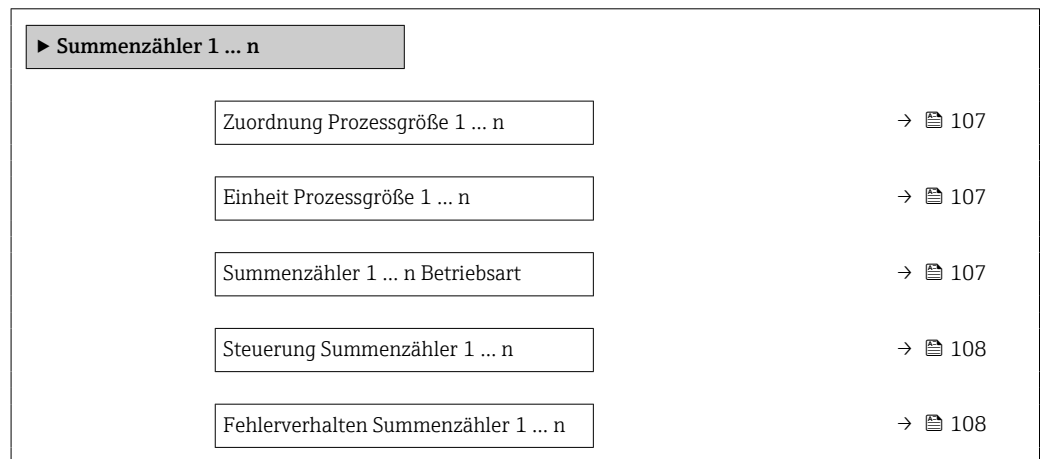 ▶ Summenzähler 1 ... n
Zuordnung Prozessgröße 1 ... n → 107
Einheit Prozessgröße 1 ... n → 107
Summenzähler 1 ... n Betriebsart → 107
Steuerung Summenzähler 1 ... n → 108
Fehlerverhalten Summenzähler 1 ... n → 108